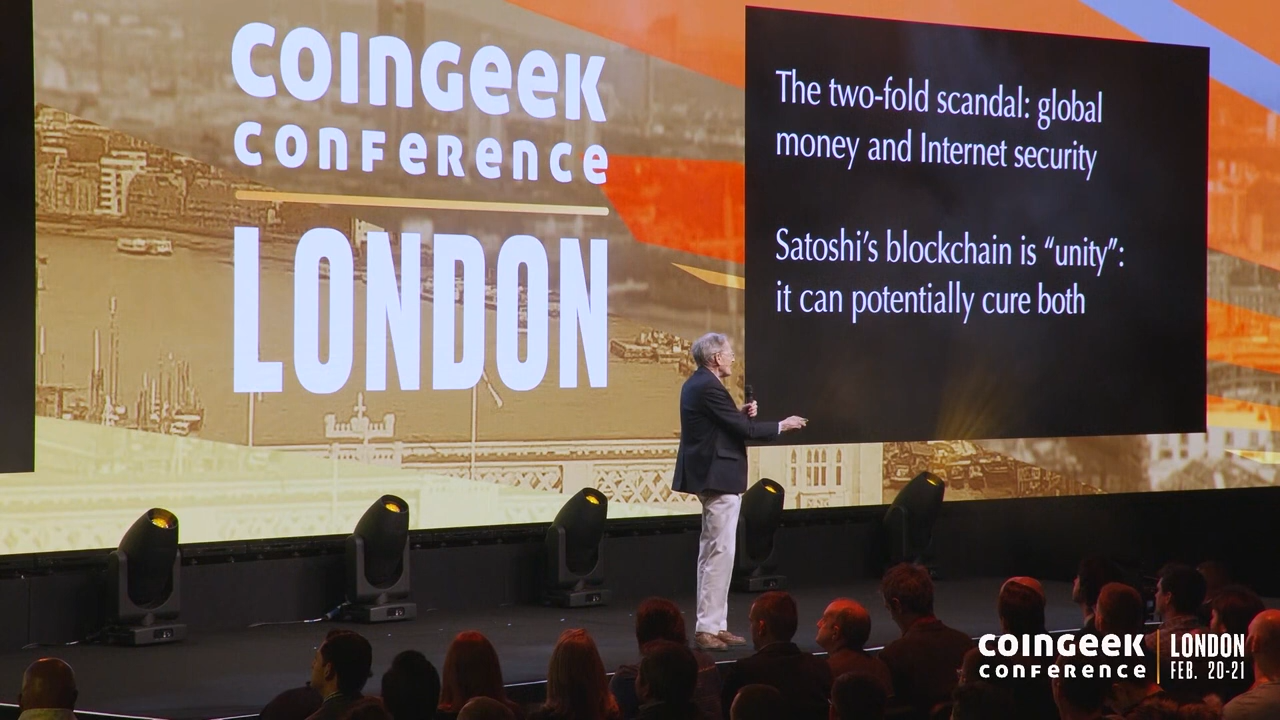 COINGEEK
CONFERENCE
LONDON
The two-fold scandal: global
money and Internet security
Satoshi's blockchain is “unity”:
it can potentially cure both
COINGEEK
CONFERENCE
LONDON
FEB. 20-21